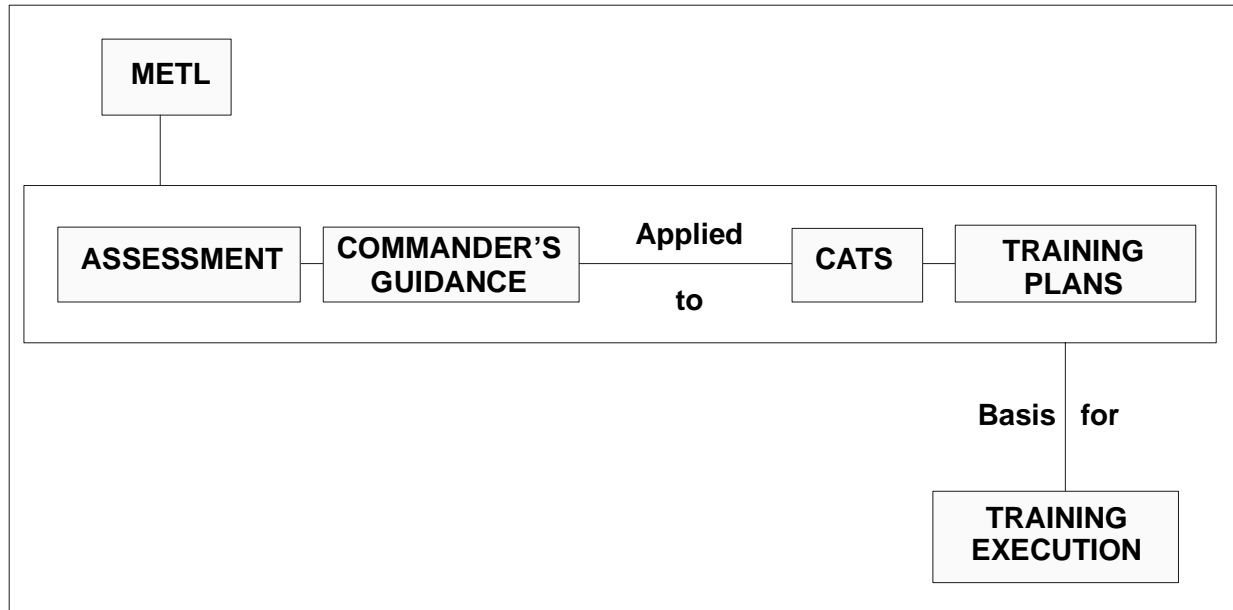 METL
ASSESSMENT
COMMANDER’S
GUIDANCE
Applied
to
CATS
TRAINING
PLANS
Basis for
TRAINING
EXECUTION